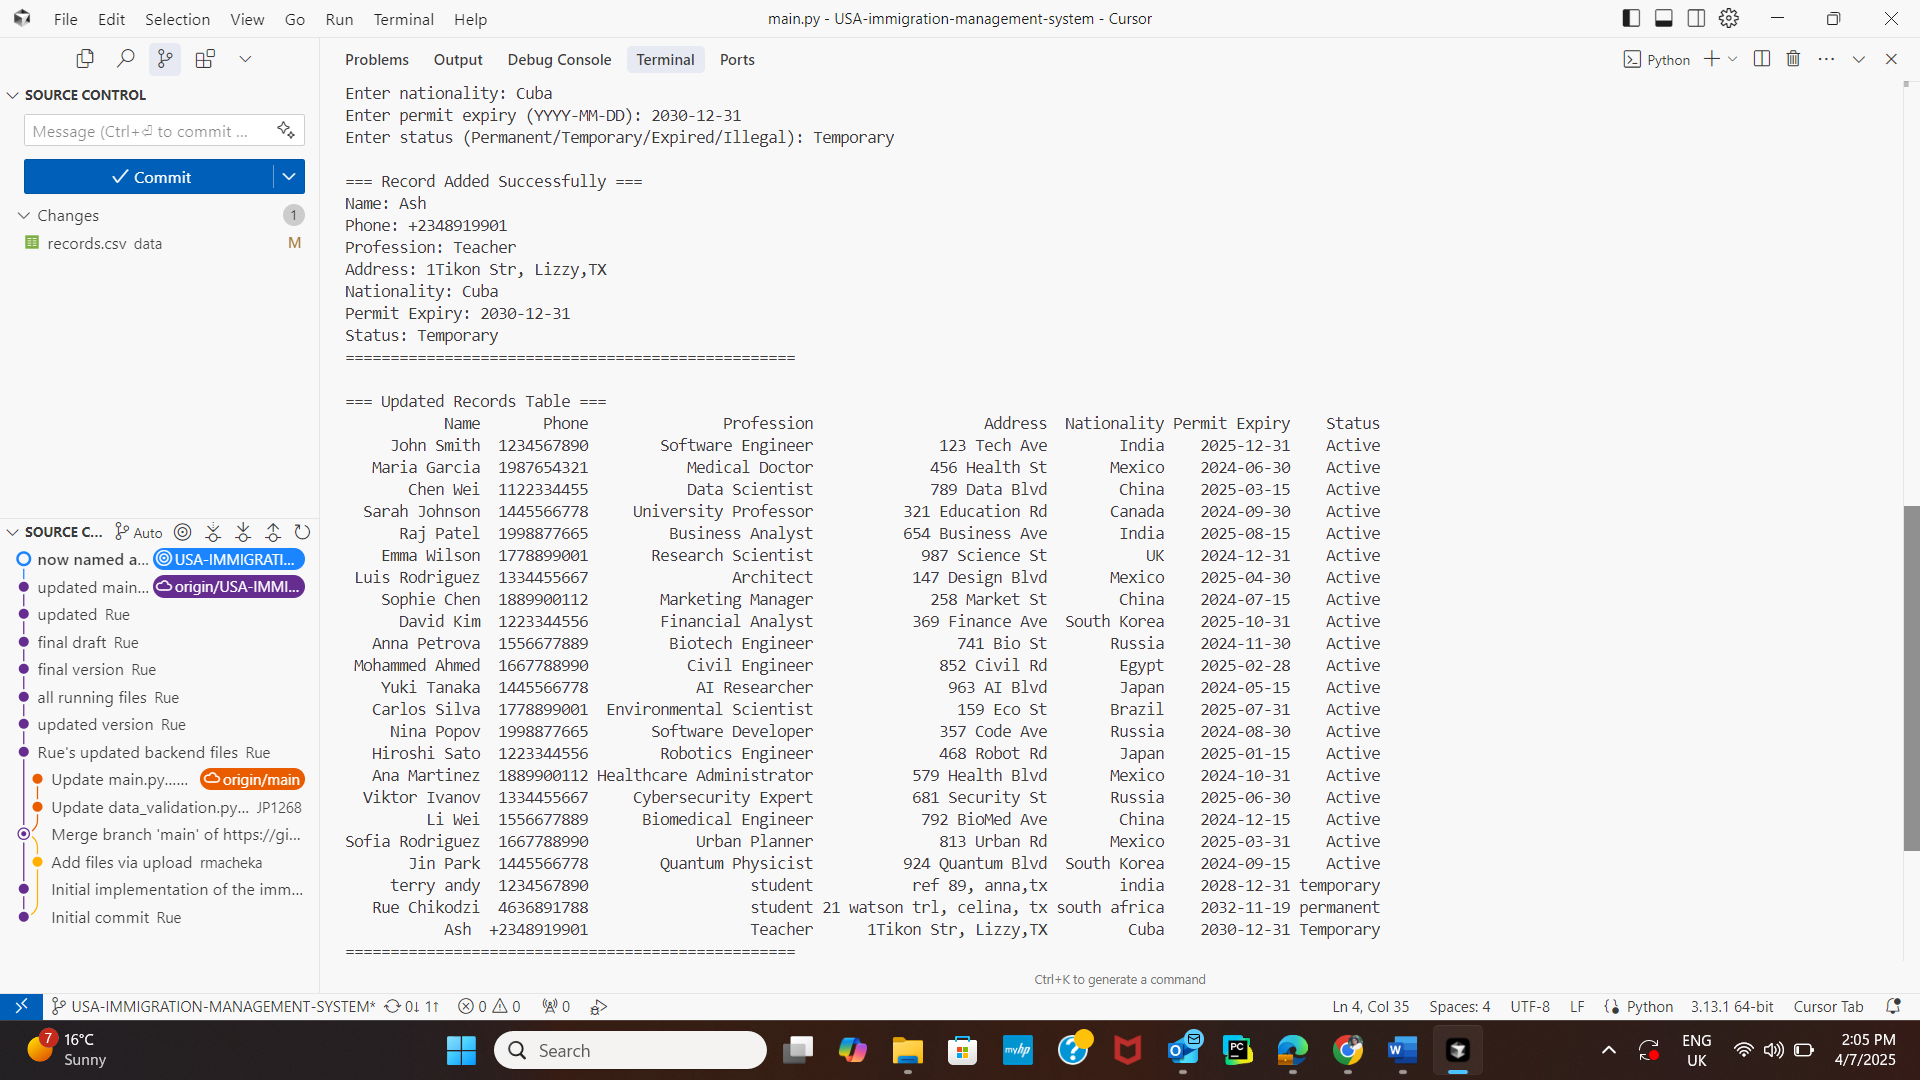 File Edit Selection View Go Run Terminal Help
main.py - USA-immigration-management-system - Cursor
Problems Output Debug Console Terminal Ports
Python
SOURCE CONTROL
Message (Ctrl+⏎ to commit ...
Commit
Changes 1
records.csv data M
SOURCE C... Auto
now named a... USA-IMMIGRATI...
updated main... origin/USA-IMMI...
updated Rue
final draft Rue
final version Rue
all running files Rue
updated version Rue
Rue's updated backend files Rue
Update main.py...... origin/main
Update data_validation.py... JP1268
Merge branch 'main' of https://gi...
Add files via upload rmacheka
Initial implementation of the imm...
Initial commit Rue
Enter nationality: Cuba
Enter permit expiry (YYYY-MM-DD): 2030-12-31
Enter status (Permanent/Temporary/Expired/Illegal): Temporary
=== Record Added Successfully ===
Name: Ash
Phone: +2348919901
Profession: Teacher
Address: 1Tikon Str, Lizzy,TX
Nationality: Cuba
Permit Expiry: 2030-12-31
Status: Temporary
==================================================
=== Updated Records Table ===
Name Phone Profession Address Nationality Permit Expiry Status
John Smith 1234567890 Software Engineer 123 Tech Ave India 2025-12-31 Active
Maria Garcia 1987654321 Medical Doctor 456 Health St Mexico 2024-06-30 Active
Chen Wei 1122334455 Data Scientist 789 Data Blvd China 2025-03-15 Active
Sarah Johnson 1445566778 University Professor 321 Education Rd Canada 2024-09-30 Active
Raj Patel 1998877665 Business Analyst 654 Business Ave India 2025-08-15 Active
Emma Wilson 1778899001 Research Scientist 987 Science St UK 2024-12-31 Active
Luis Rodriguez 1334455667 Architect 147 Design Blvd Mexico 2025-04-30 Active
Sophie Chen 1889900112 Marketing Manager 258 Market St China 2024-07-15 Active
David Kim 1223344556 Financial Analyst 369 Finance Ave South Korea 2025-10-31 Active
Anna Petrova 1556677889 Biotech Engineer 741 Bio St Russia 2024-11-30 Active
Mohammed Ahmed 1667788990 Civil Engineer 852 Civil Rd Egypt 2025-02-28 Active
Yuki Tanaka 1445566778 AI Researcher 963 AI Blvd Japan 2024-05-15 Active
Carlos Silva 1778899001 Environmental Scientist 159 Eco St Brazil 2025-07-31 Active
Nina Popov 1998877665 Software Developer 357 Code Ave Russia 2024-08-30 Active
Hiroshi Sato 1223344556 Robotics Engineer 468 Robot Rd Japan 2025-01-15 Active
Ana Martinez 1889900112 Healthcare Administrator 579 Health Blvd Mexico 2024-10-31 Active
Viktor Ivanov 1334455667 Cybersecurity Expert 681 Security St Russia 2025-06-30 Active
Li Wei 1556677889 Biomedical Engineer 792 BioMed Ave China 2024-12-15 Active
Sofia Rodriguez 1667788990 Urban Planner 813 Urban Rd Mexico 2025-03-31 Active
Jin Park 1445566778 Quantum Physicist 924 Quantum Blvd South Korea 2024-09-15 Active
terry andy 1234567890 student ref 89, anna,tx india 2028-12-31 temporary
Rue Chikodzi 4636891788 student 21 watson trl, celina, tx south africa 2032-11-19 permanent
Ash +2348919901 Teacher 1Tikon Str, Lizzy,TX Cuba 2030-12-31 Temporary
==================================================
Ctrl+K to generate a command
USA-IMMIGRATION-MANAGEMENT-SYSTEM* 0↓ 1↑ 0 0 0 Ln 4, Col 35 Spaces: 4 UTF-8 LF Python 3.13.1 64-bit Cursor Tab
7 16°C
Sunny
Search
myhp
PC
W
ENG
UK
2:05 PM
4/7/2025